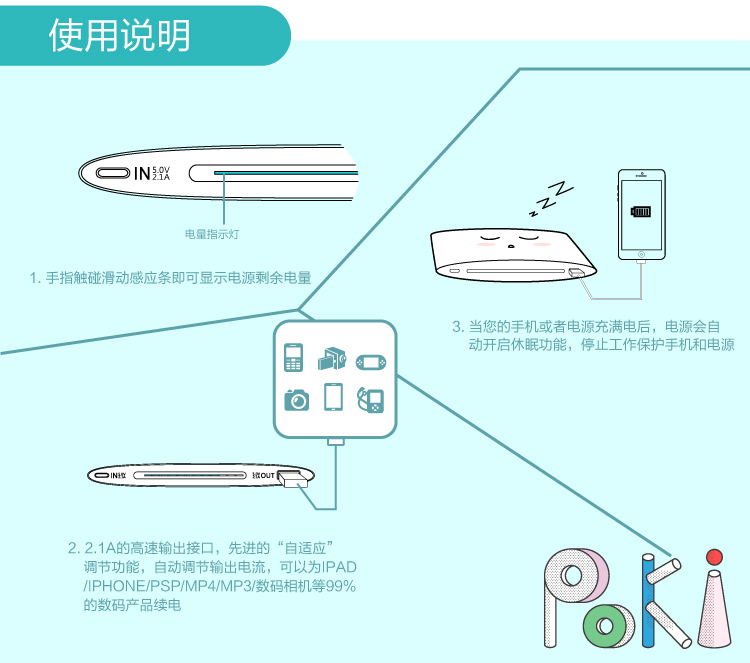 使用说明
IN 5.0V
2.1A
电量指示灯
1. 手指触碰滑动感应条即可显示电源剩余电量
3. 当您的手机或者电源充满电后，电源会自
动开启休眠功能，停止工作保护手机和电源
IN
OUT
2. 2.1A的高速输出接口，先进的“自适应”
调节功能，自动调节输出电流，可以为IPAD
/IPHONE/PSP/MP4/MP3/数码相机等99%
的数码产品续电
Poki